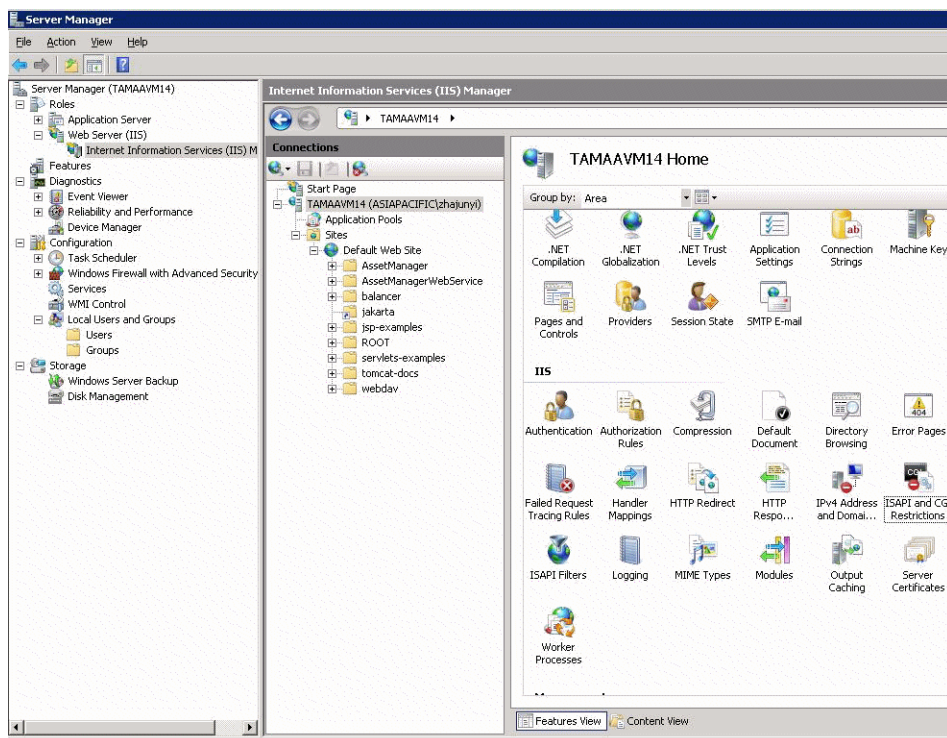 Server Manager
File Action View Help
Server Manager (TAMAAVM14)
Roles
Application Server
Web Server (IIS)
Internet Information Services (IIS) M
Features
Diagnostics
Event Viewer
Reliability and Performance
Device Manager
Configuration
Task Scheduler
Windows Firewall with Advanced Security
Services
WMI Control
Local Users and Groups
Users
Groups
Storage
Windows Server Backup
Disk Management
Internet Information Services (IIS) Manager
TAMAAVM14
Connections
Start Page
TAMAAVM14 (ASIAPACIFIC\zhajunyi)
Application Pools
Sites
Default Web Site
AssetManager
AssetManagerWebService
balancer
jakarta
jsp-examples
ROOT
servlets-examples
tomcat-docs
webdav
TAMAAVM14 Home
Group by: Area
.NET Compilation
.NET Globalization
.NET Trust Levels
Application Settings
ab
Connection Strings
Machine Key
Pages and Controls
Providers
Session State
SMTP E-mail
IIS
Authentication
Authorization Rules
Compression
Default Document
Directory Browsing
404
Error Pages
Failed Request Tracing Rules
Handler Mappings
HTTP Redirect
HTTP Respo...
IPv4 Address and Domai...
CGI
ISAPI and CG Restrictions
ISAPI Filters
Logging
MIME Types
Modules
Output Caching
Server Certificates
Worker Processes
Features View
Content View